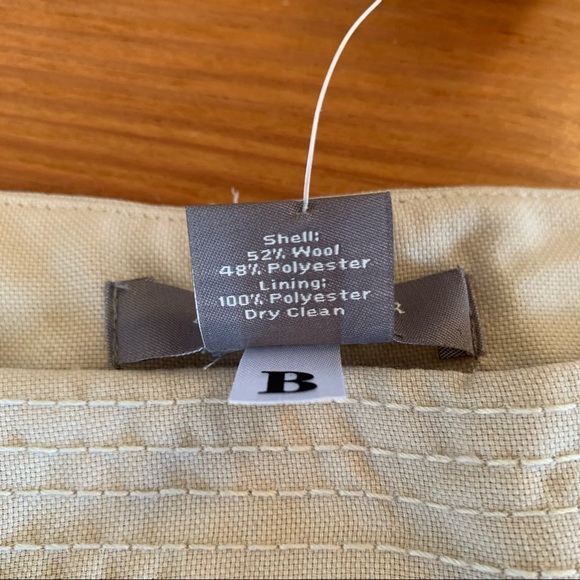 Shell:
52% Wool
48% Polyester
Lining:
100% Polyester
Dry Clean
R
B